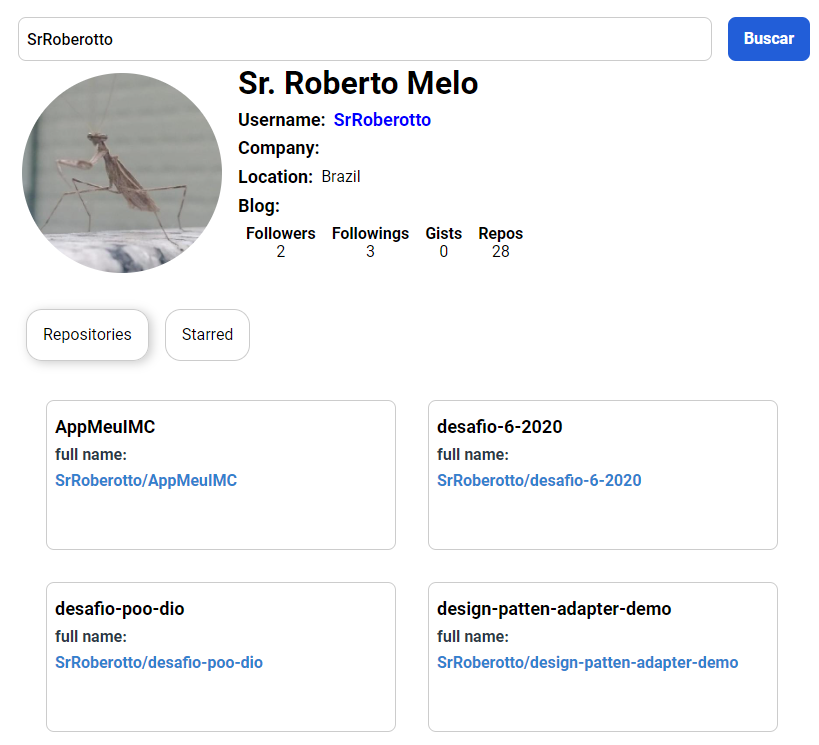 SrRoberotto Buscar
Sr. Roberto Melo
Username: SrRoberotto
Company:
Location: Brazil
Blog:
Followers Followings Gists Repos
2 3 0 28
Repositories Starred
AppMeuIMC desafio-6-2020
full name: full name:
SrRoberotto/AppMeuIMC SrRoberotto/desafio-6-2020
desafio-poo-dio design-patten-adapter-demo
full name: full name:
SrRoberotto/desafio-poo-dio SrRoberotto/design-patten-adapter-demo